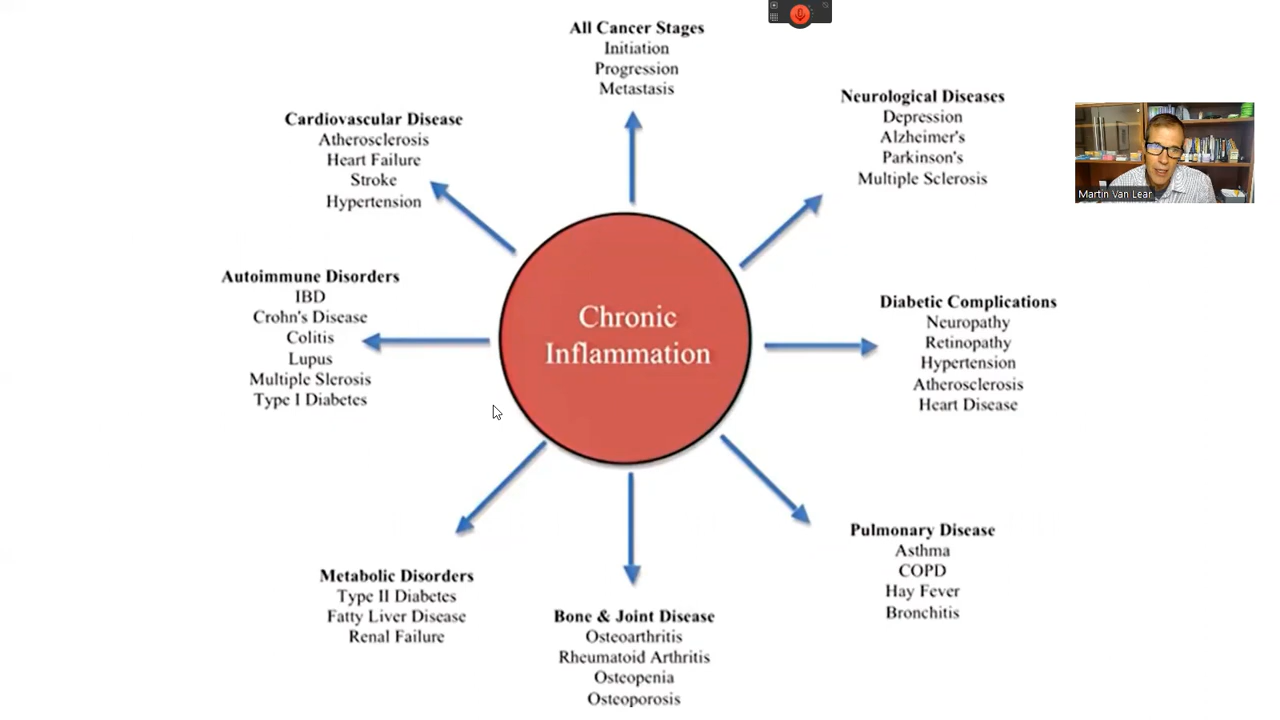 All Cancer Stages
Initiation
Progression
Metastasis
Neurological Diseases
Depression
Alzheimer's
Parkinson's
Multiple Sclerosis
Martin Van Lear
Cardiovascular Disease
Atherosclerosis
Heart Failure
Stroke
Hypertension
Autoimmune Disorders
IBD
Crohn's Disease
Colitis
Lupus
Multiple Slerosis
Type I Diabetes
Chronic
Inflammation
Diabetic Complications
Neuropathy
Retinopathy
Hypertension
Atherosclerosis
Heart Disease
Pulmonary Disease
Asthma
COPD
Hay Fever
Bronchitis
Metabolic Disorders
Type II Diabetes
Fatty Liver Disease
Renal Failure
Bone & Joint Disease
Osteoarthritis
Rheumatoid Arthritis
Osteopenia
Osteoporosis